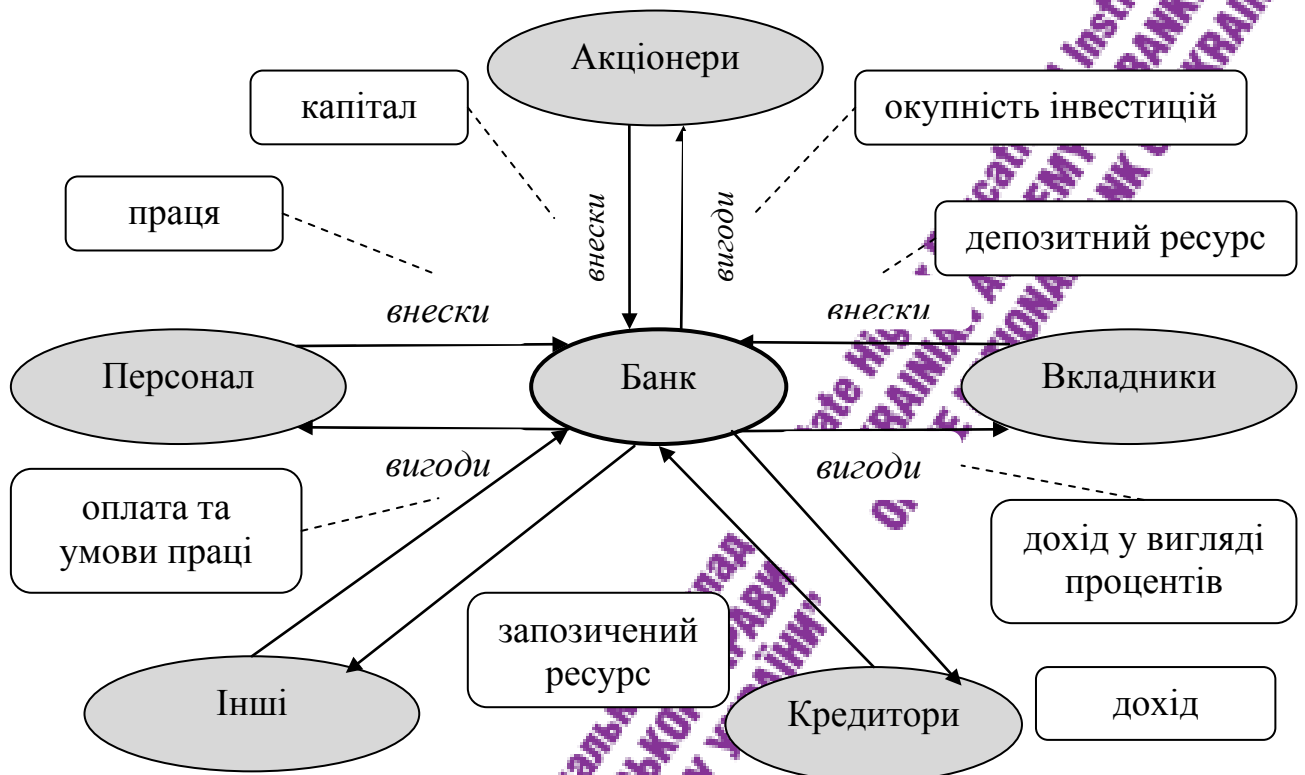 Акціонери
капітал
окупність інвестицій
праця
внески
вигоди
депозитний ресурс
внески
внески
Персонал
Банк
Вкладники
вигоди
вигоди
оплата та
умови праці
дохід у вигляді
процентів
запозичений
ресурс
Інші
Кредитори
дохід